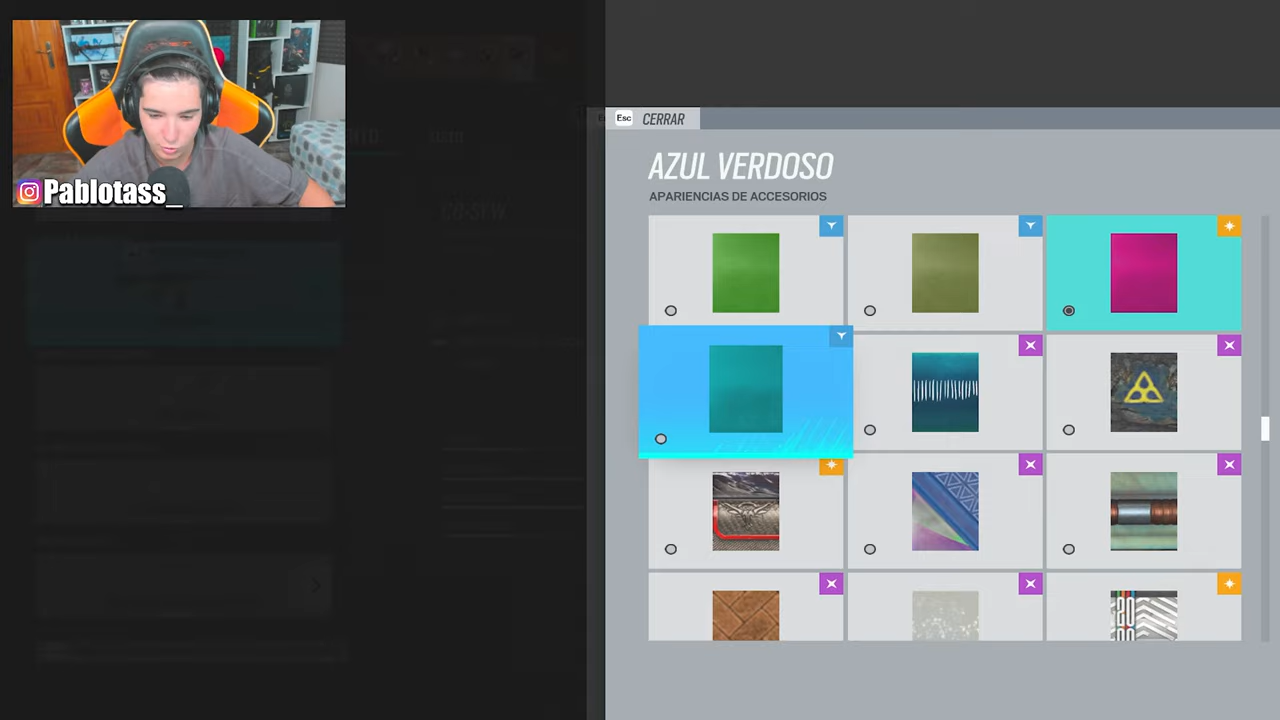 Pablotass_
Esc CERRAR
AZUL VERDOSO
APARIENCIAS DE ACCESORIOS